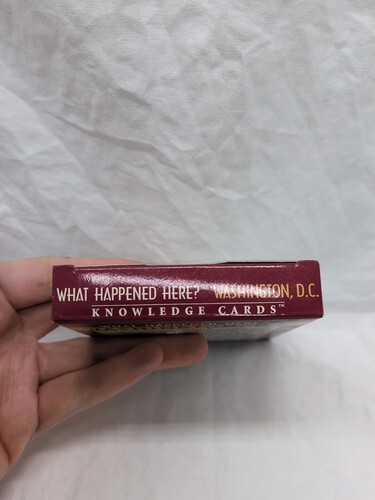 WHAT HAPPENED HERE? WASHINGTON, D.C.
KNOWLEDGE CARDS™